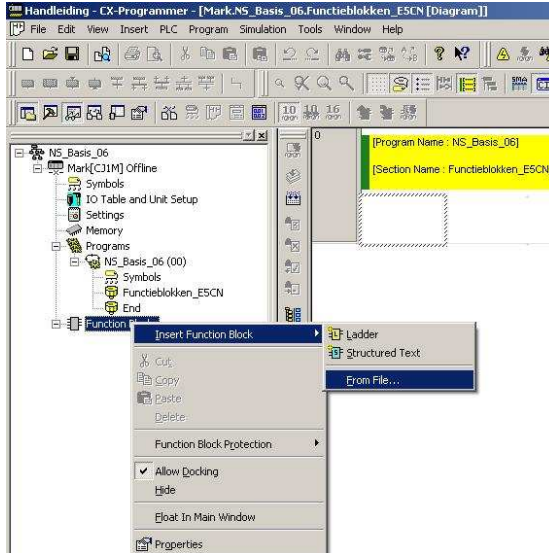 Handleiding - CX-Programmer - [Mark.NS_Basis_06.Functieblokken_E5CN [Diagram]]
File Edit View Insert PLC Program Simulation Tools Window Help
10 10 16
NS_Basis_06
Mark[CJ1M] Offline
Symbols
IO Table and Unit Setup
Settings
Memory
Programs
NS_Basis_06 (00)
Symbols
Functieblokken_E5CN
End
Function
0
[Program Name : NS_Basis_06]
[Section Name : Functieblokken_E5CN
Insert Function Block
Cut
Copy
Paste
Delete
Function Block Protection
Allow Docking
Hide
Float In Main Window
Properties
Ladder
Structured Text
From File...